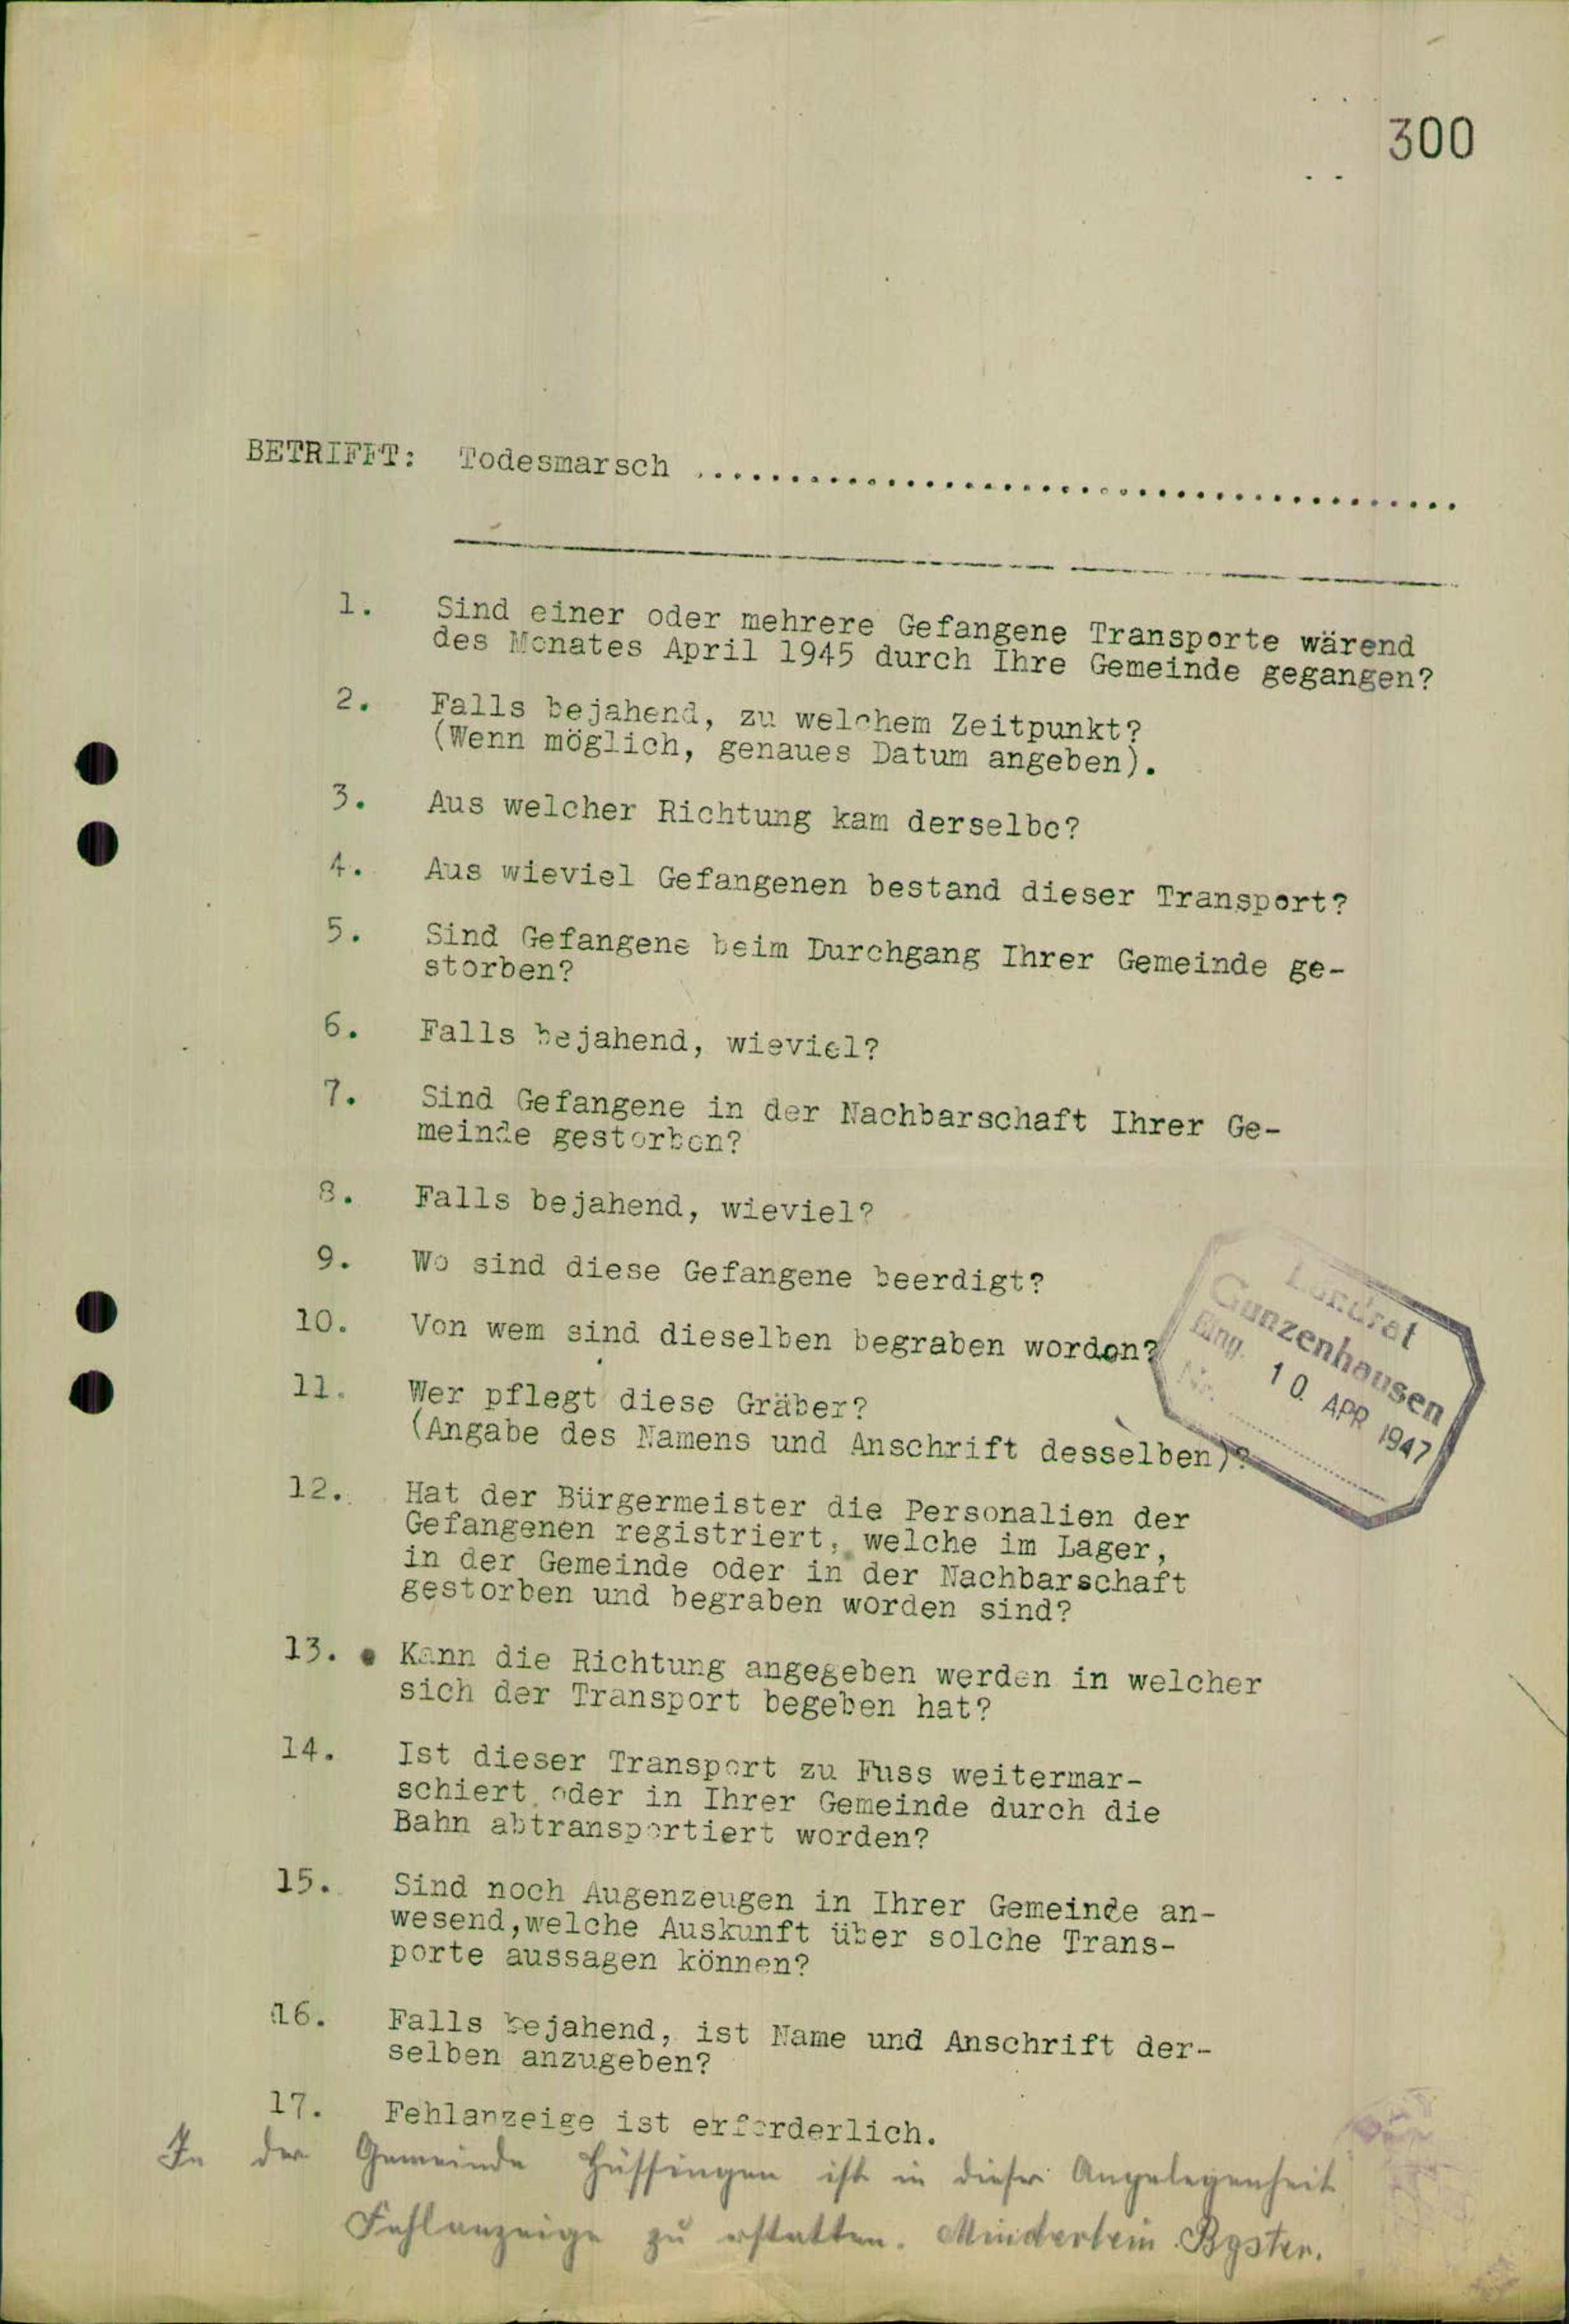 300
BETRIFFT: Todesmarsch ........................................
1. Sind einer oder mehrere Gefangene Transporte wärend
des Monates April 1945 durch Ihre Gemeinde gegangen?
2. Falls bejahend, zu welchem Zeitpunkt?
(Wenn möglich, genaues Datum angeben).
3. Aus welcher Richtung kam derselbe?
4. Aus wieviel Gefangenen bestand dieser Transport?
5. Sind Gefangene beim Durchgang Ihrer Gemeinde ge-
storben?
6. Falls bejahend, wieviel?
7. Sind Gefangene in der Nachbarschaft Ihrer Ge-
meinde gestorben?
8. Falls bejahend, wieviel?
9. Wo sind diese Gefangene beerdigt?
10. Von wem sind dieselben begraben worden?
11. Wer pflegt diese Gräber?
(Angabe des Namens und Anschrift desselben)?
Landrat
Gunzenhausen
Eing. 10. APR 1947
Nr.
12. Hat der Bürgermeister die Personalien der
Gefangenen registriert, welche im Lager,
in der Gemeinde oder in der Nachbarschaft
gestorben und begraben worden sind?
13. Kann die Richtung angegeben werden in welcher
sich der Transport begeben hat?
14. Ist dieser Transport zu Fuss weitermar-
schiert oder in Ihrer Gemeinde durch die
Bahn abtransportiert worden?
15. Sind noch Augenzeugen in Ihrer Gemeinde an-
wesend,welche Auskunft über solche Trans-
porte aussagen können?
16. Falls bejahend, ist Name und Anschrift der-
selben anzugeben?
17. Fehlanzeige ist erforderlich.
In der Gemeinde Hüssingen ist in dieser Angelegenheit
Fehlanzeige zu erstatten.